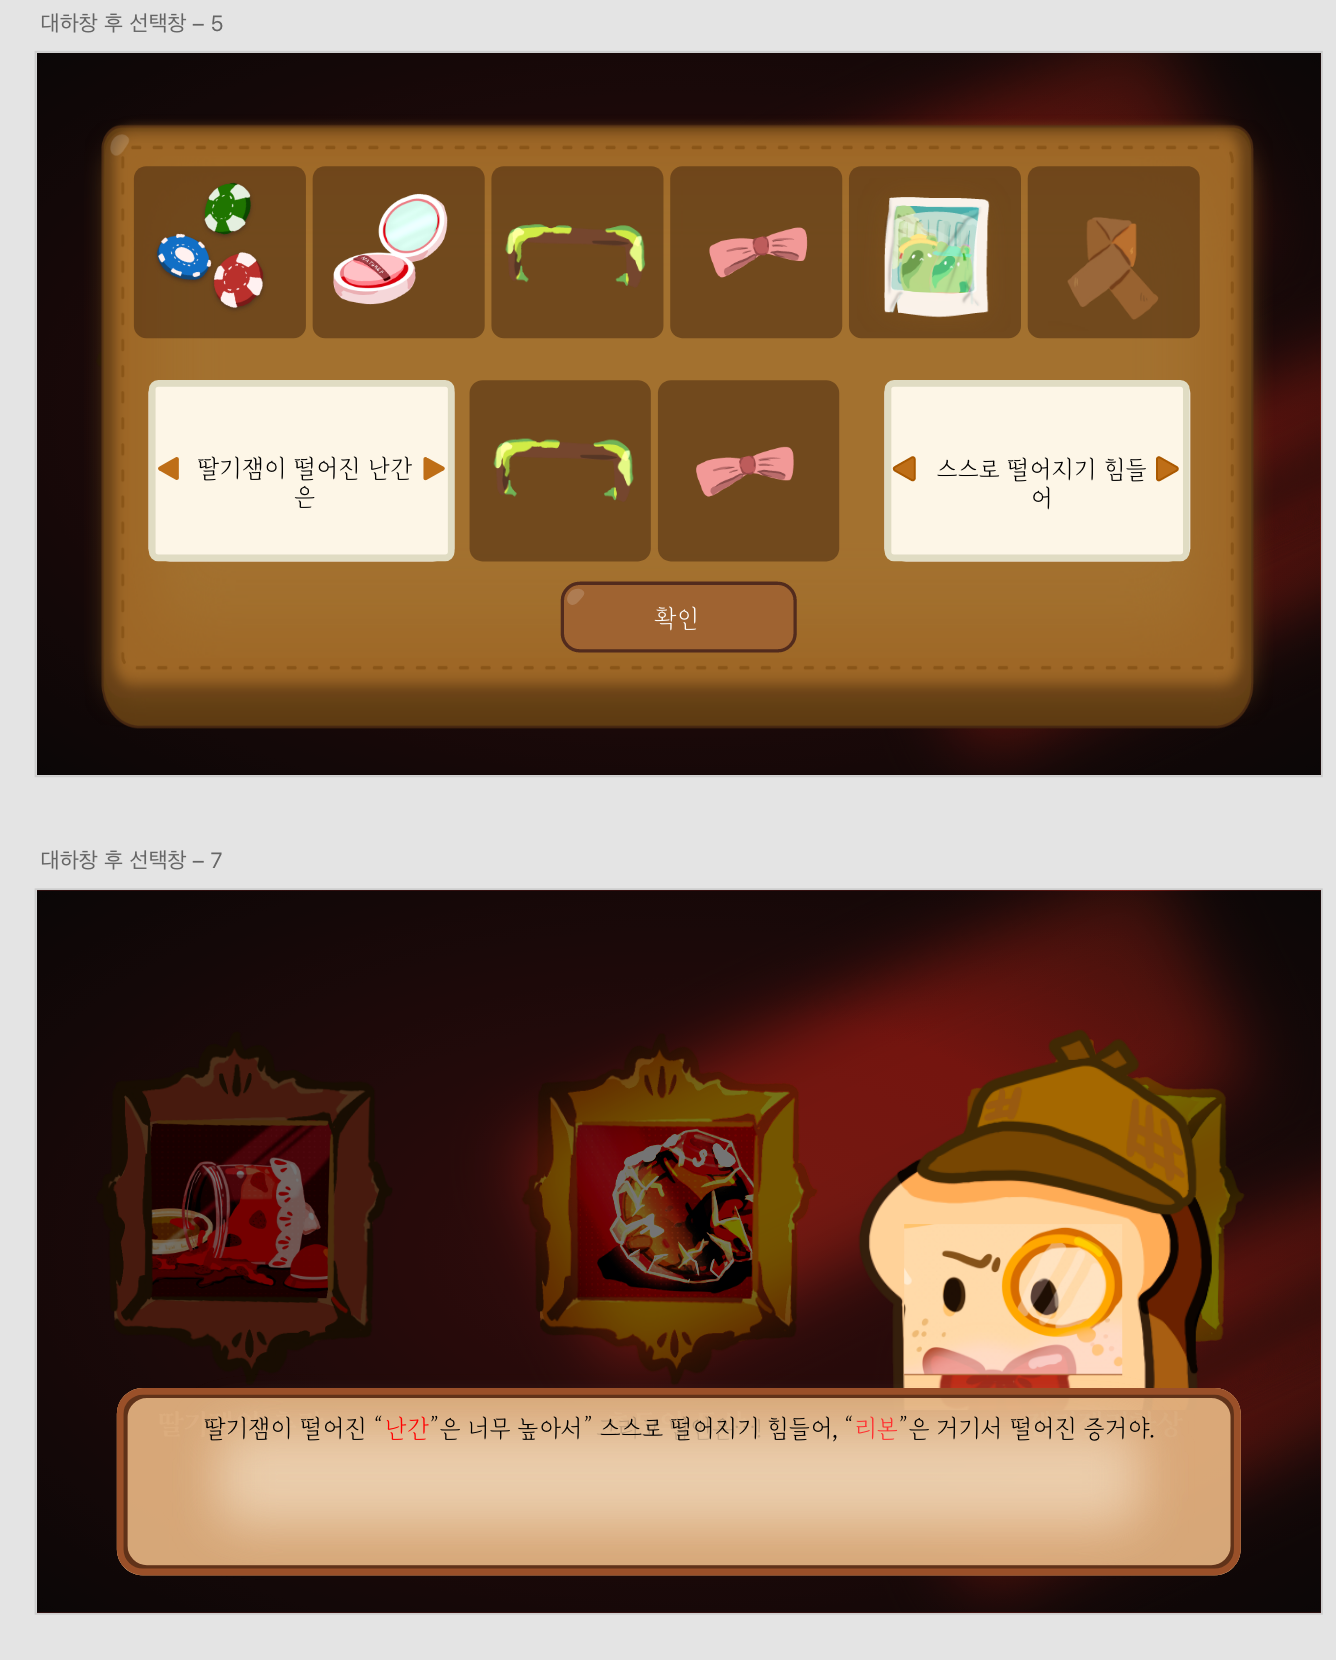 대하창 후 선택창 – 5
딸기잼이 떨어진 난간
은
스스로 떨어지기 힘들
어
확인
대하창 후 선택창 – 7
딸기잼이 떨어진 “난간”은 너무 높아서” 스스로 떨어지기 힘들어, “리본”은 거기서 떨어진 증거야.